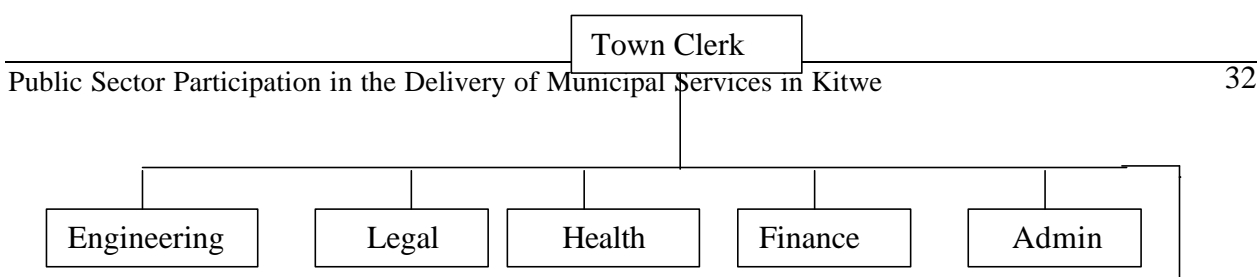 Town Clerk
Public Sector Participation in the Delivery of Municipal Services in Kitwe 32
Engineering Legal Health Finance Admin